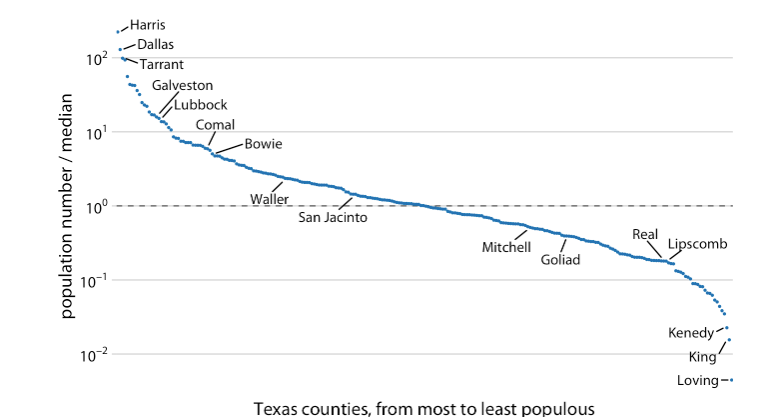 Harris
Dallas
10²
Tarrant
Galveston
Lubbock
Comal
10¹
Bowie
Waller
10⁰
San Jacinto
Real
Lipscomb
Mitchell
Goliad
10⁻¹
Kenedy
King
10⁻²
Loving
population number / median
Texas counties, from most to least populous